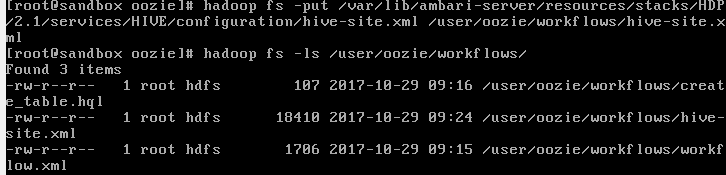 [root@sandbox oozie]# hadoop fs -put /var/lib/ambari-server/resources/stacks/HDP
/2.1/services/HIVE/configuration/hive-site.xml /user/oozie/workflows/hive-site.x
ml
[root@sandbox oozie]# hadoop fs -ls /user/oozie/workflows/
Found 3 items
-rw-r--r--   1 root hdfs        107 2017-10-29 09:16 /user/oozie/workflows/creat
e_table.hql
-rw-r--r--   1 root hdfs      18410 2017-10-29 09:24 /user/oozie/workflows/hive-
site.xml
-rw-r--r--   1 root hdfs       1706 2017-10-29 09:15 /user/oozie/workflows/workf
low.xml